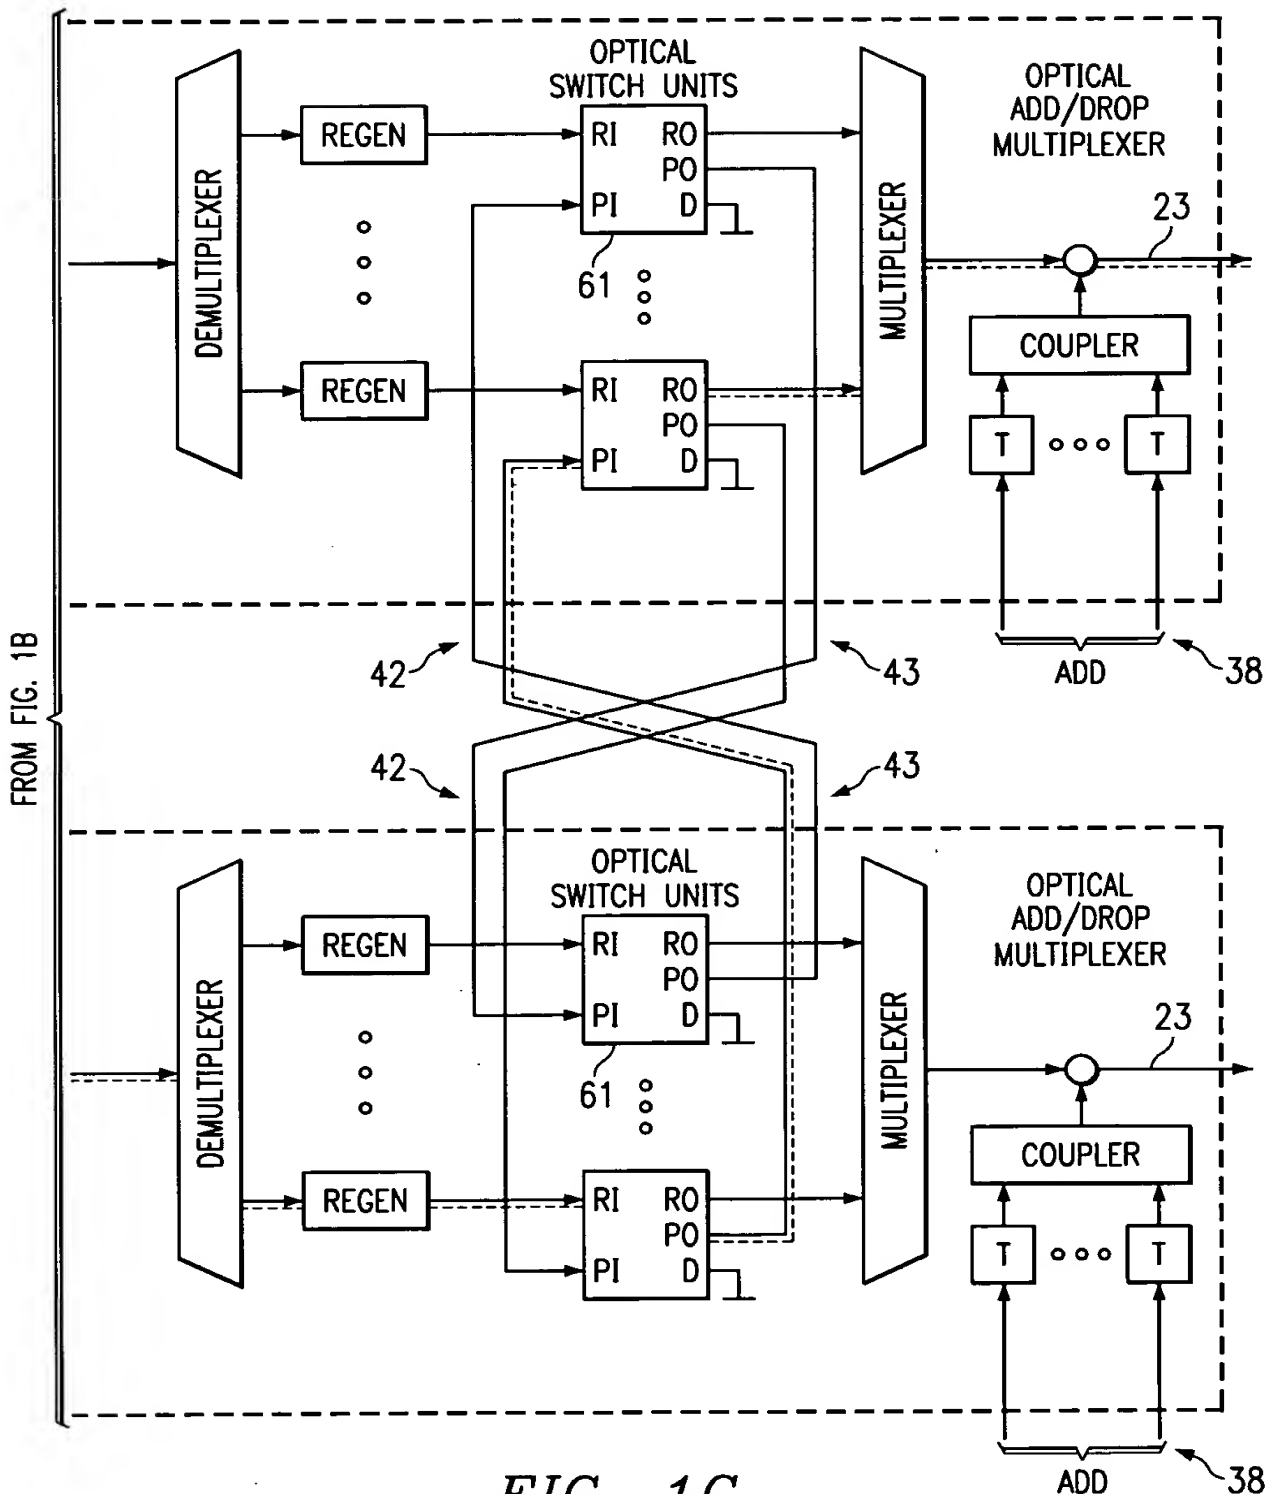 OPTICAL
SWITCH UNITS
OPTICAL
ADD/DROP
MULTIPLEXER
DEMULTIPLEXER
REGEN
RI RO
PO
PI D
61
MULTIPLEXER
23
COUPLER
REGEN
RI RO
PO
PI D
T T
FROM FIG. 1B
42
43
ADD
38
42
43
OPTICAL
SWITCH UNITS
OPTICAL
ADD/DROP
MULTIPLEXER
DEMULTIPLEXER
REGEN
RI RO
PO
PI D
61
MULTIPLEXER
23
COUPLER
REGEN
RI RO
PO
PI D
T T
ADD
38
FIG. 1C